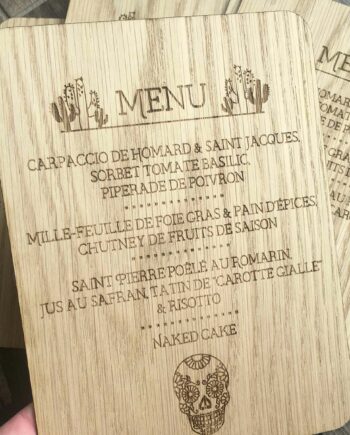 MENU
CARPACCIO DE HOMARD & SAINT JACQUES,
SORBET TOMATE BASILIC,
PIPERADE DE POIVRON
MILLE-FEUILLE DE FOIE GRAS & PAIN D'ÉPICES,
CHUTNEY DE FRUITS DE SAISON
SAINT PIERRE POÊLÉ AU ROMARIN,
JUS AU SAFRAN, TATIN DE "CAROTTE GIALLE"
& RISOTTO
NAKED CAKE